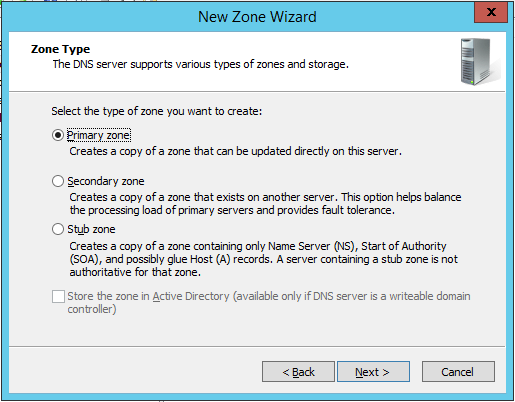 New Zone Wizard
x
Zone Type
The DNS server supports various types of zones and storage.
Select the type of zone you want to create:
Primary zone
Creates a copy of a zone that can be updated directly on this server.
Secondary zone
Creates a copy of a zone that exists on another server. This option helps balance
the processing load of primary servers and provides fault tolerance.
Stub zone
Creates a copy of a zone containing only Name Server (NS), Start of Authority
(SOA), and possibly glue Host (A) records. A server containing a stub zone is not
authoritative for that zone.
Store the zone in Active Directory (available only if DNS server is a writeable domain
controller)
< Back
Next >
Cancel